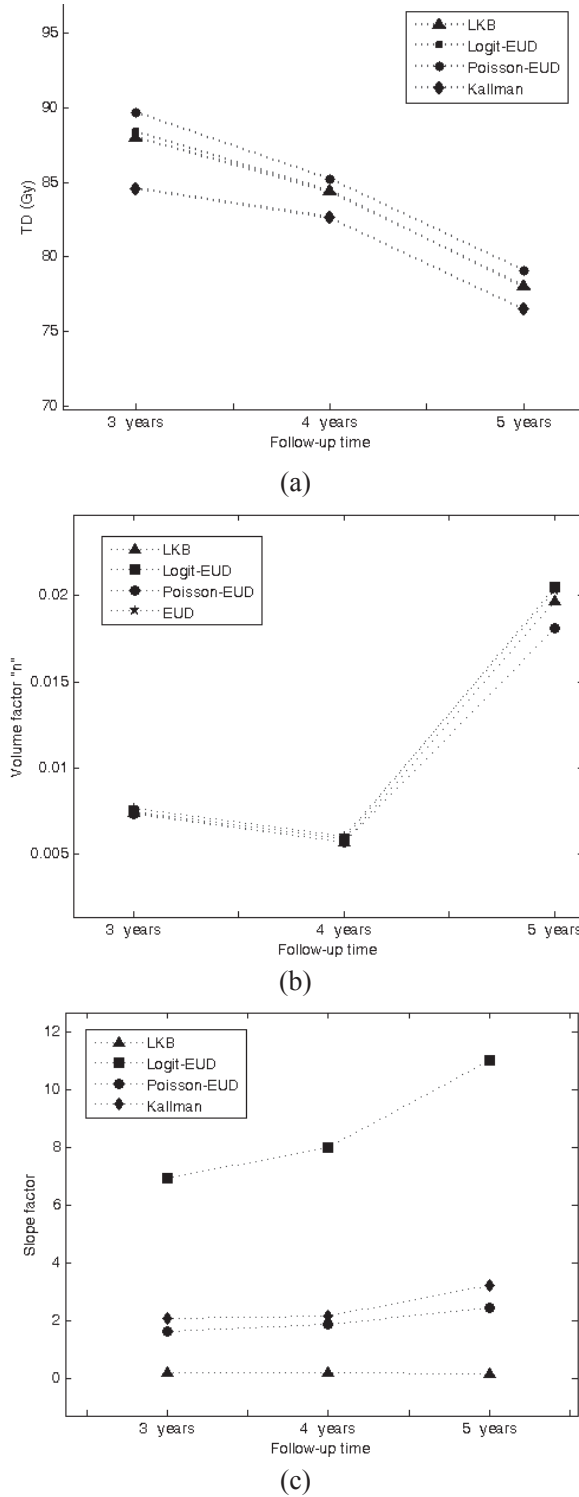 95
90
85
80
75
70
TD (Gy)
LKB
Logit-EUD
Poisson-EUD
Kallman
3 years
4 years
5 years
Follow-up time
(a)
0.02
0.015
0.01
0.005
Volume factor "n"
LKB
Logit-EUD
Poisson-EUD
EUD
3 years
4 years
5 years
Follow-up time
(b)
12
10
8
6
4
2
0
Slope factor
LKB
Logit-EUD
Poisson-EUD
Kallman
3 years
4 years
5 years
Follow-up time
(c)